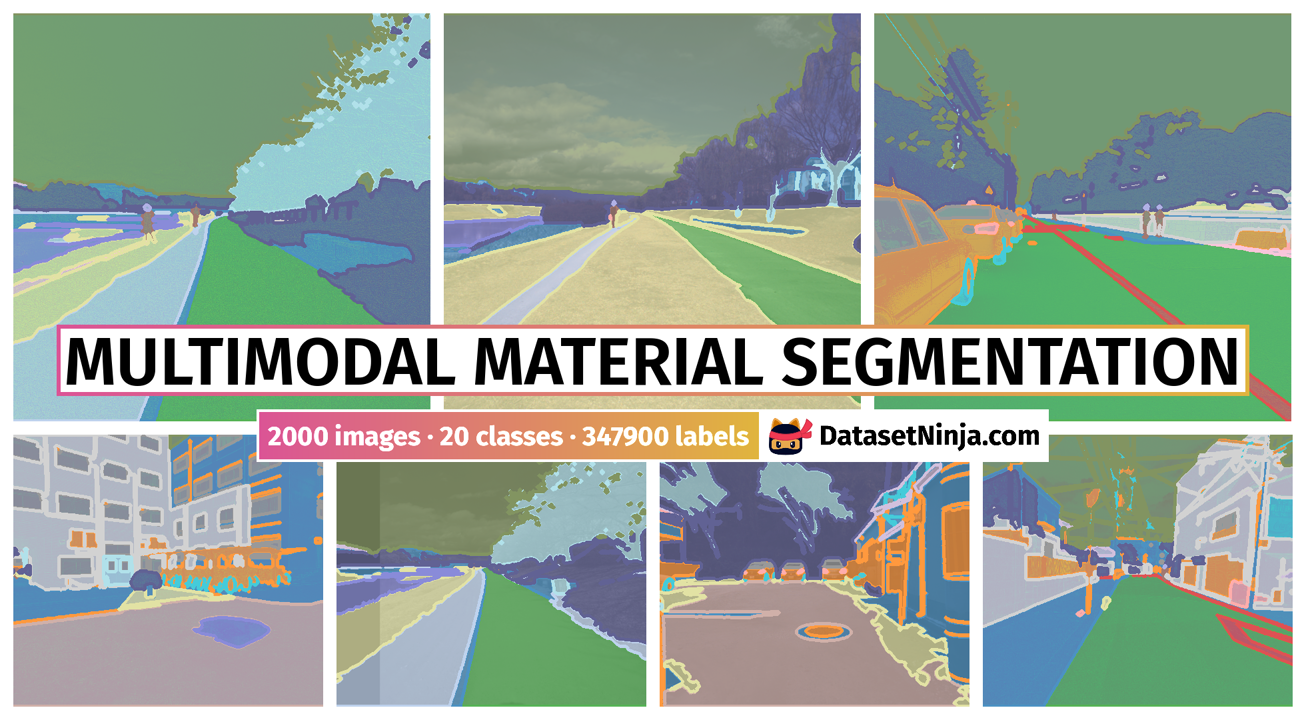 MULTIMODAL MATERIAL SEGMENTATION
2000 images · 20 classes · 347900 labels
DatasetNinja.com